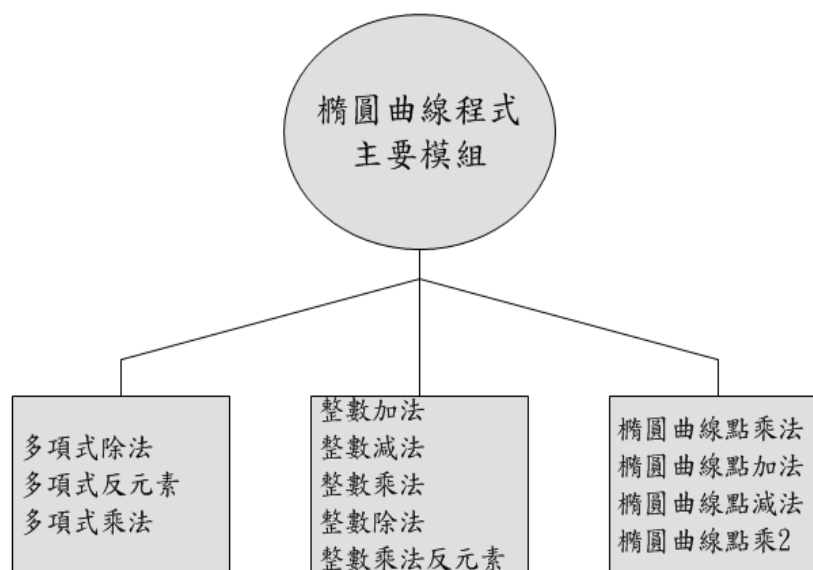 橢圓曲線程式
主要模組
多項式除法
多項式反元素
多項式乘法
整數加法
整數減法
整數乘法
整數除法
整數乘法反元素
橢圓曲線點乘法
橢圓曲線點加法
橢圓曲線點減法
橢圓曲線點乘2